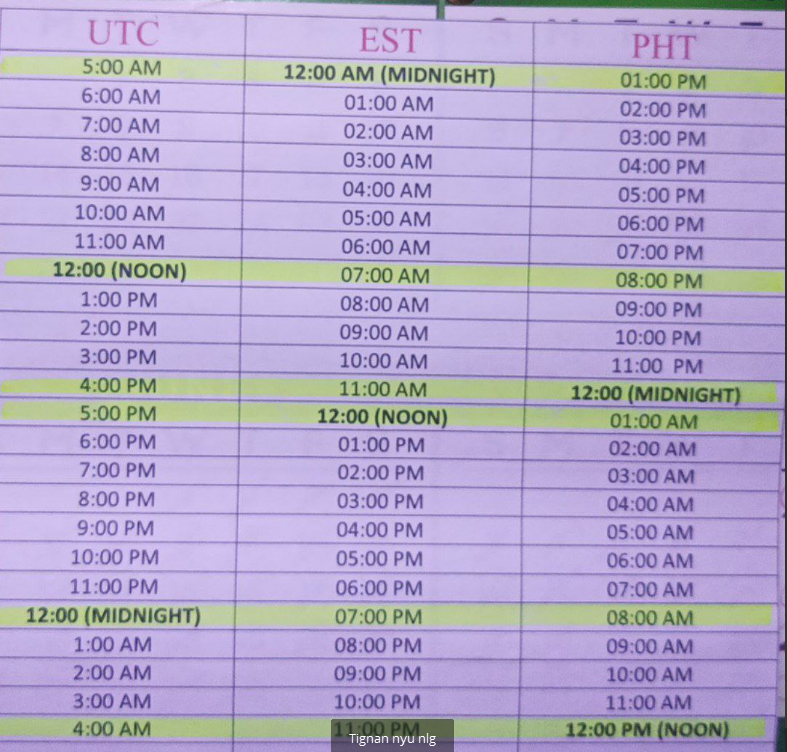 UTC EST PHT
5:00 AM 12:00 AM (MIDNIGHT) 01:00 PM
6:00 AM 01:00 AM 02:00 PM
7:00 AM 02:00 AM 03:00 PM
8:00 AM 03:00 AM 04:00 PM
9:00 AM 04:00 AM 05:00 PM
10:00 AM 05:00 AM 06:00 PM
11:00 AM 06:00 AM 07:00 PM
12:00 (NOON) 07:00 AM 08:00 PM
1:00 PM 08:00 AM 09:00 PM
2:00 PM 09:00 AM 10:00 PM
3:00 PM 10:00 AM 11:00 PM
4:00 PM 11:00 AM 12:00 (MIDNIGHT)
5:00 PM 12:00 (NOON) 01:00 AM
6:00 PM 01:00 PM 02:00 AM
7:00 PM 02:00 PM 03:00 AM
8:00 PM 03:00 PM 04:00 AM
9:00 PM 04:00 PM 05:00 AM
10:00 PM 05:00 PM 06:00 AM
11:00 PM 06:00 PM 07:00 AM
12:00 (MIDNIGHT) 07:00 PM 08:00 AM
1:00 AM 08:00 PM 09:00 AM
2:00 AM 09:00 PM 10:00 AM
3:00 AM 10:00 PM 11:00 AM
4:00 AM 11:00 PM 12:00 PM (NOON)
Tignan nyu nlg